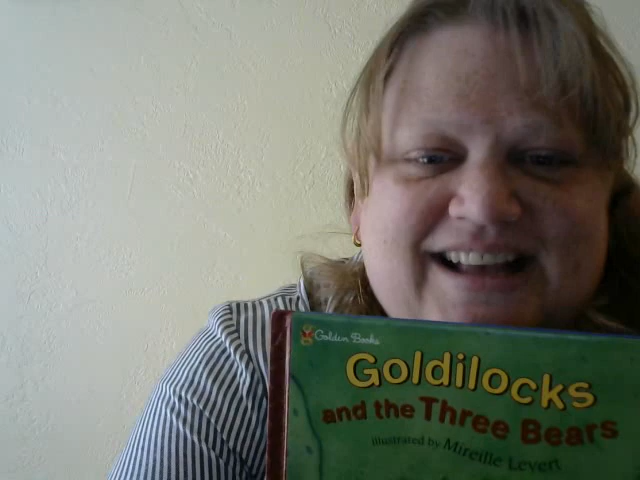 Golden Books
Goldilocks
and the Three Bears
illustrated by Mireille Levert